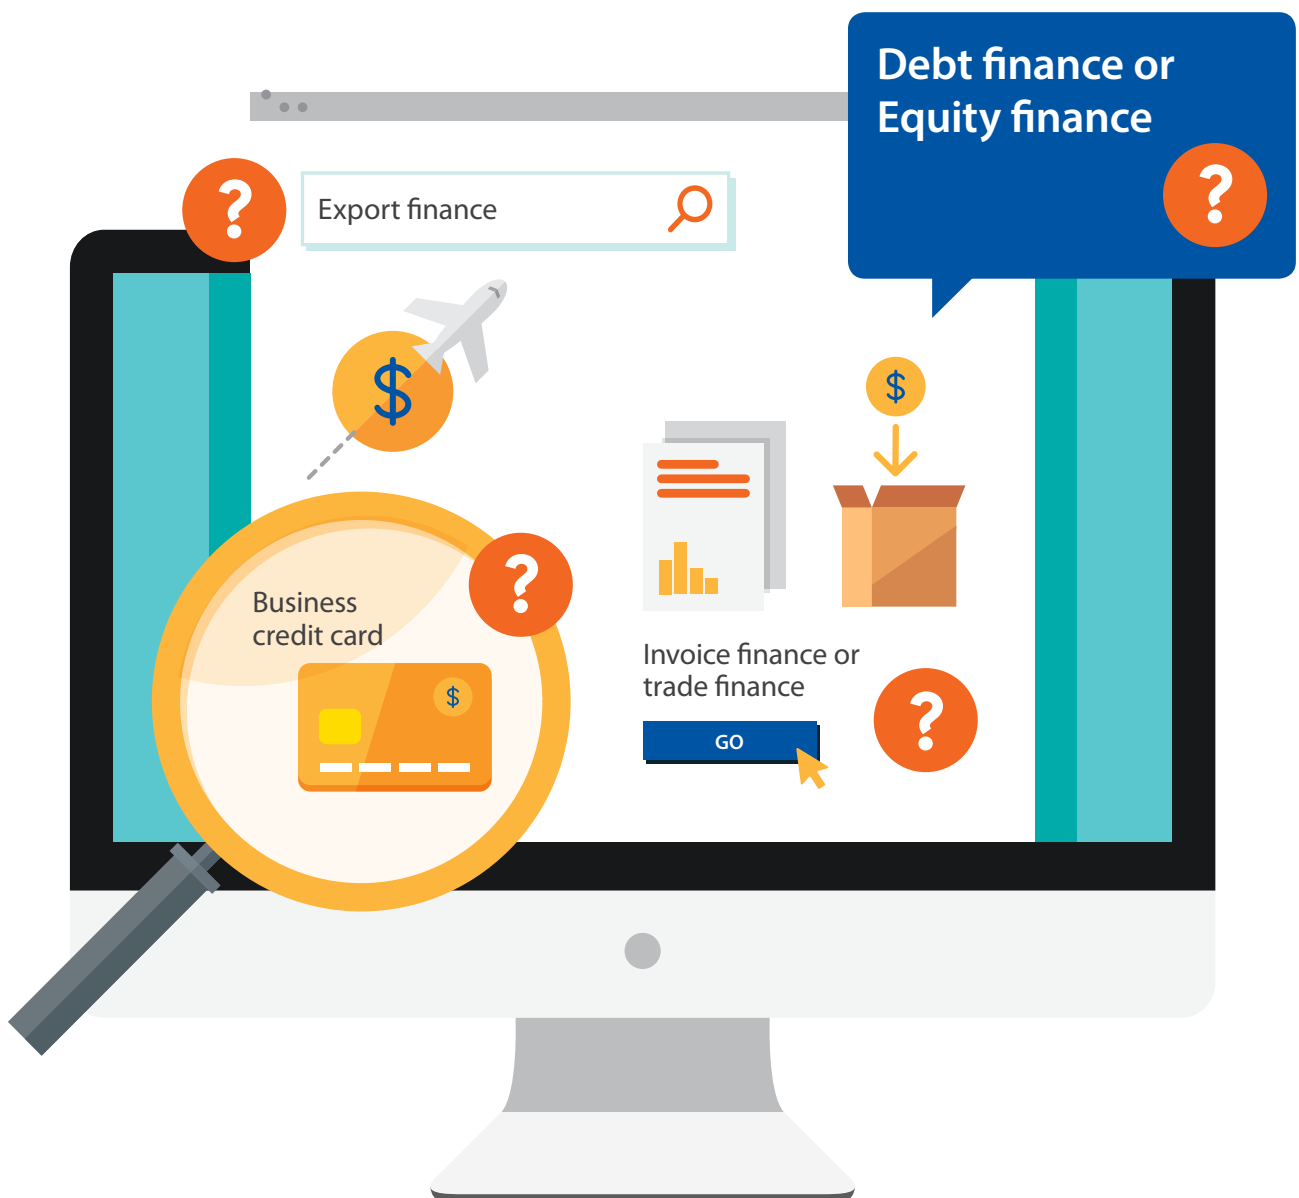 Debt finance or
Equity finance
?
?
Export finance
$
$
?
Business
credit card
$
Invoice finance or
trade finance
?
GO